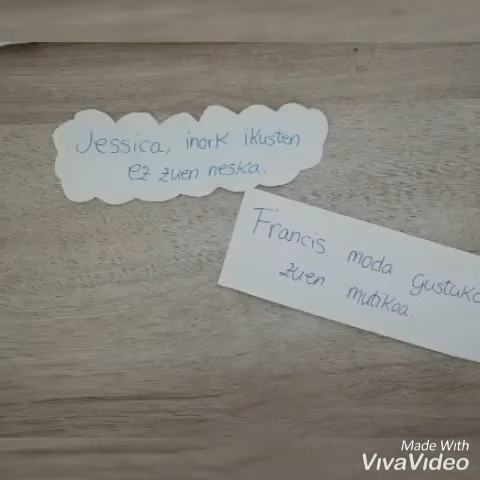 Jessica, inork ikusten
ez zuen neska.
Francis moda gustuko
zuen mutikoa.
Made With
VivaVideo